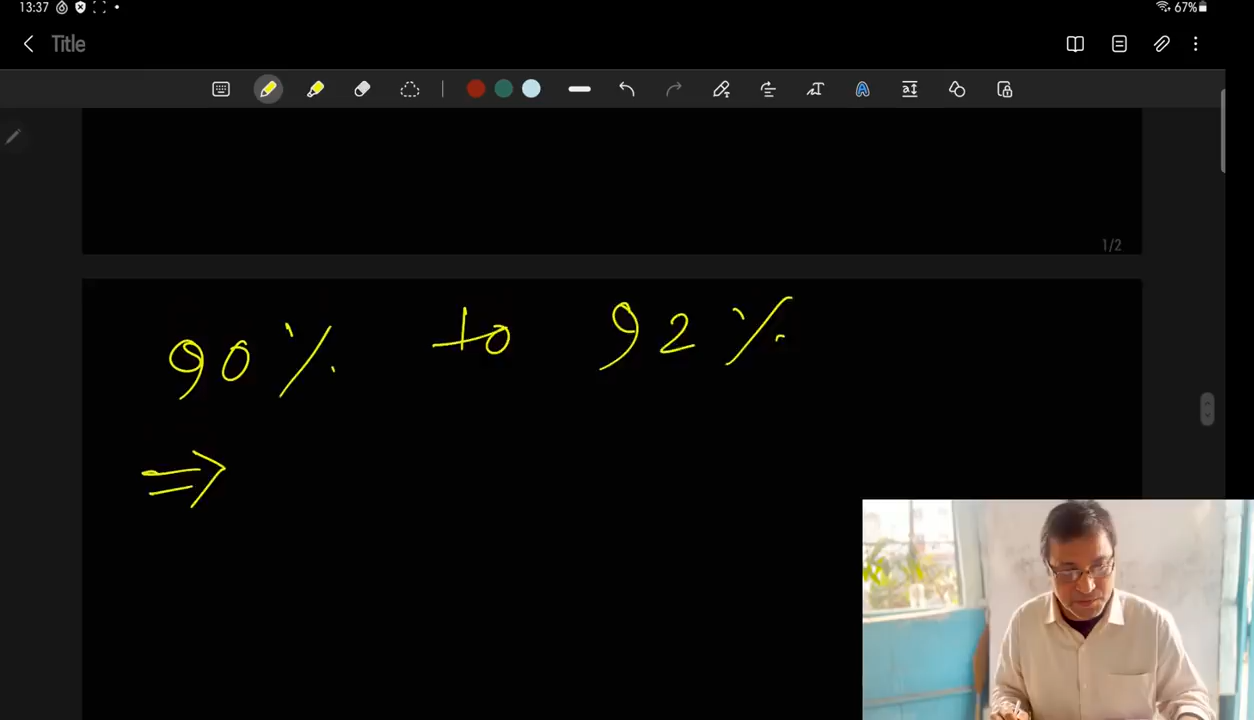 13:37 67%
Title
1/2
90% to 92%
⇒